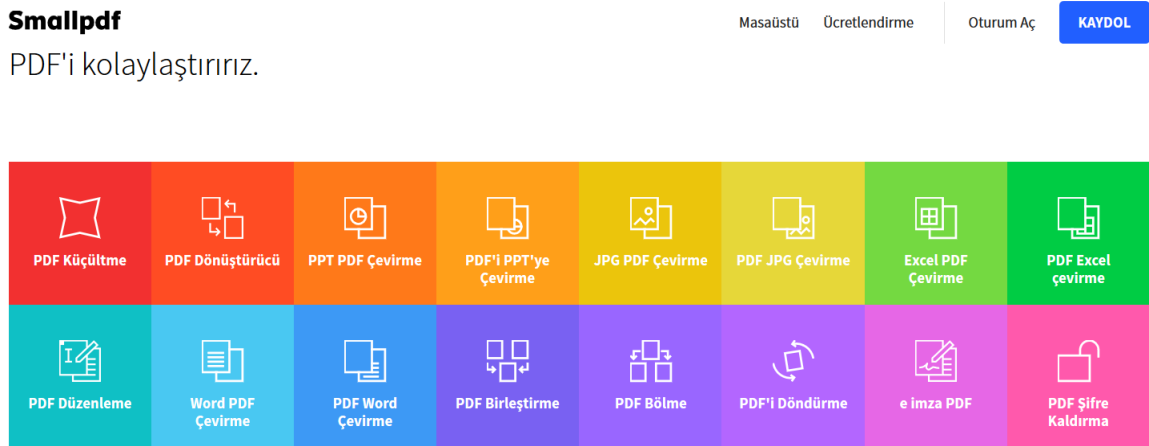 Smallpdf
Masaüstü Ücretlendirme Oturum Aç KAYDOL
PDF'i kolaylaştırırız.
PDF Küçültme
PDF Dönüştürücü
PPT PDF Çevirme
PDF'i PPT'ye
Çevirme
JPG PDF Çevirme
PDF JPG Çevirme
Excel PDF
Çevirme
PDF Excel
çevirme
PDF Düzenleme
Word PDF
Çevirme
PDF Word
Çevirme
PDF Birleştirme
PDF Bölme
PDF'i Döndürme
e imza PDF
PDF Şifre
Kaldırma